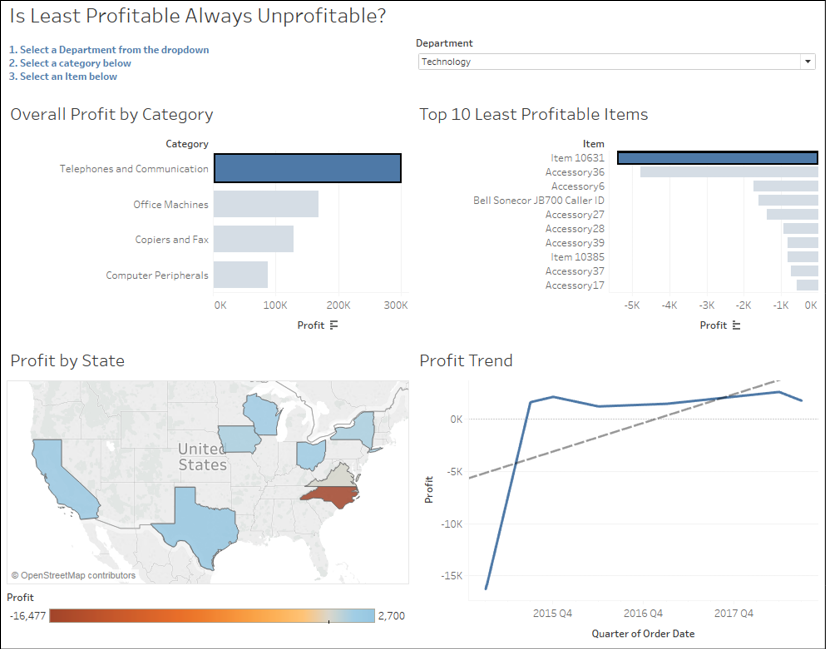 Is Least Profitable Always Unprofitable?
1. Select a Department from the dropdown
2. Select a category below
3. Select an Item below
Department
Technology
Overall Profit by Category
Category
Telephones and Communication
Office Machines
Copiers and Fax
Computer Peripherals
0K 100K 200K 300K
Profit
Top 10 Least Profitable Items
Item
Item 10631
Accessory36
Accessory6
Bell Sonecor JB700 Caller ID
Accessory27
Accessory28
Accessory39
Item 10385
Accessory37
Accessory17
-5K -4K -3K -2K -1K 0K
Profit
Profit by State
United
States
© OpenStreetMap contributors
Profit
-16,477 2,700
Profit Trend
0K
-5K
-10K
-15K
Profit
2015 Q4 2016 Q4 2017 Q4
Quarter of Order Date